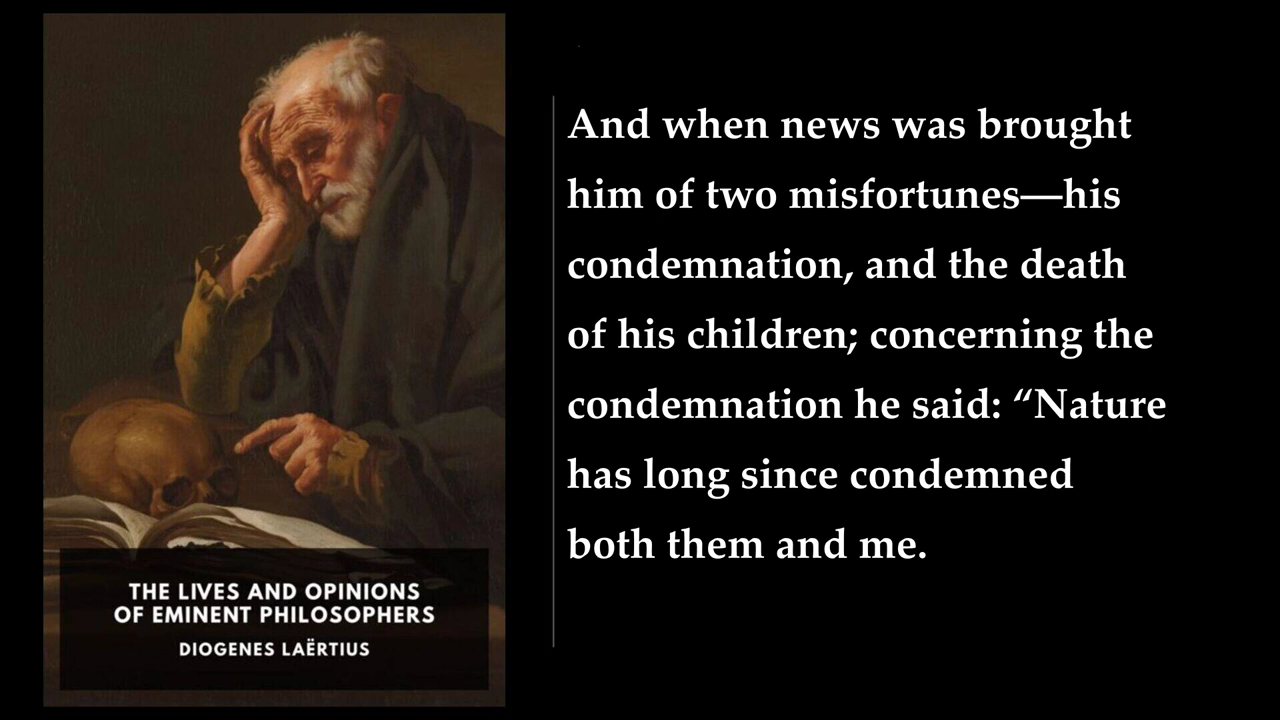 And when news was brought
him of two misfortunes—his
condemnation, and the death
of his children; concerning the
condemnation he said: “Nature
has long since condemned
both them and me.
THE LIVES AND OPINIONS
OF EMINENT PHILOSOPHERS
DIOGENES LAËRTIUS